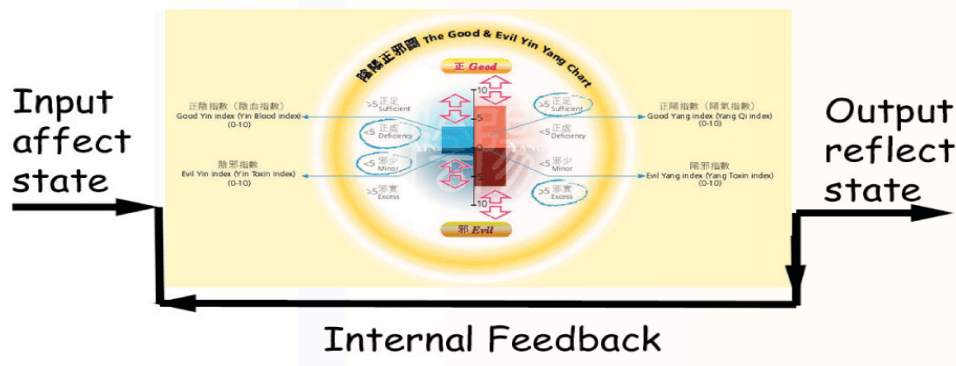 陰陽正邪圖 The Good & Evil Yin Yang Chart
正 Good
Input
affect
state
正陰指數（陰血指數）
Good Yin index (Yin Blood index)
(0-10)
陰邪指數
Evil Yin index (Yin Toxin index)
(0-10)
>5 正足
Sufficient
<5 正虛
Deficiency
<5 邪少
Minor
>5 邪實
Excess
10
5
0
5
10
陰陽
YIN
YANG
>5 正足
Sufficient
<5 正虛
Deficiency
<5 邪少
Minor
>5 邪實
Excess
正陽指數（陽氣指數）
Good Yang index (Yang Qi index)
(0-10)
陽邪指數
Evil Yang index (Yang Toxin index)
(0-10)
邪 Evil
Output
reflect
state
Internal Feedback